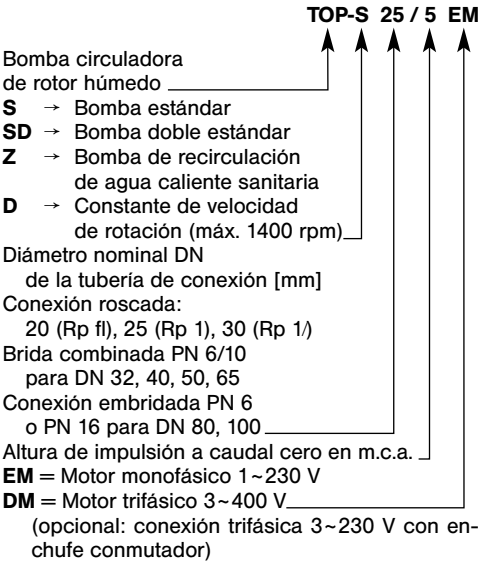 TOP-S 25 / 5 EM
Bomba circuladora
de rotor húmedo
S → Bomba estándar
SD → Bomba doble estándar
Z → Bomba de recirculación
de agua caliente sanitaria
D → Constante de velocidad
de rotación (máx. 1400 rpm)
Diámetro nominal DN
de la tubería de conexión [mm]
Conexión roscada:
20 (Rp fl), 25 (Rp 1), 30 (Rp 1/)
Brida combinada PN 6/10
para DN 32, 40, 50, 65
Conexión embridada PN 6
o PN 16 para DN 80, 100
Altura de impulsión a caudal cero en m.c.a.
EM = Motor monofásico 1~230 V
DM = Motor trifásico 3~400 V
(opcional: conexión trifásica 3~230 V con en-
chufe conmutador)